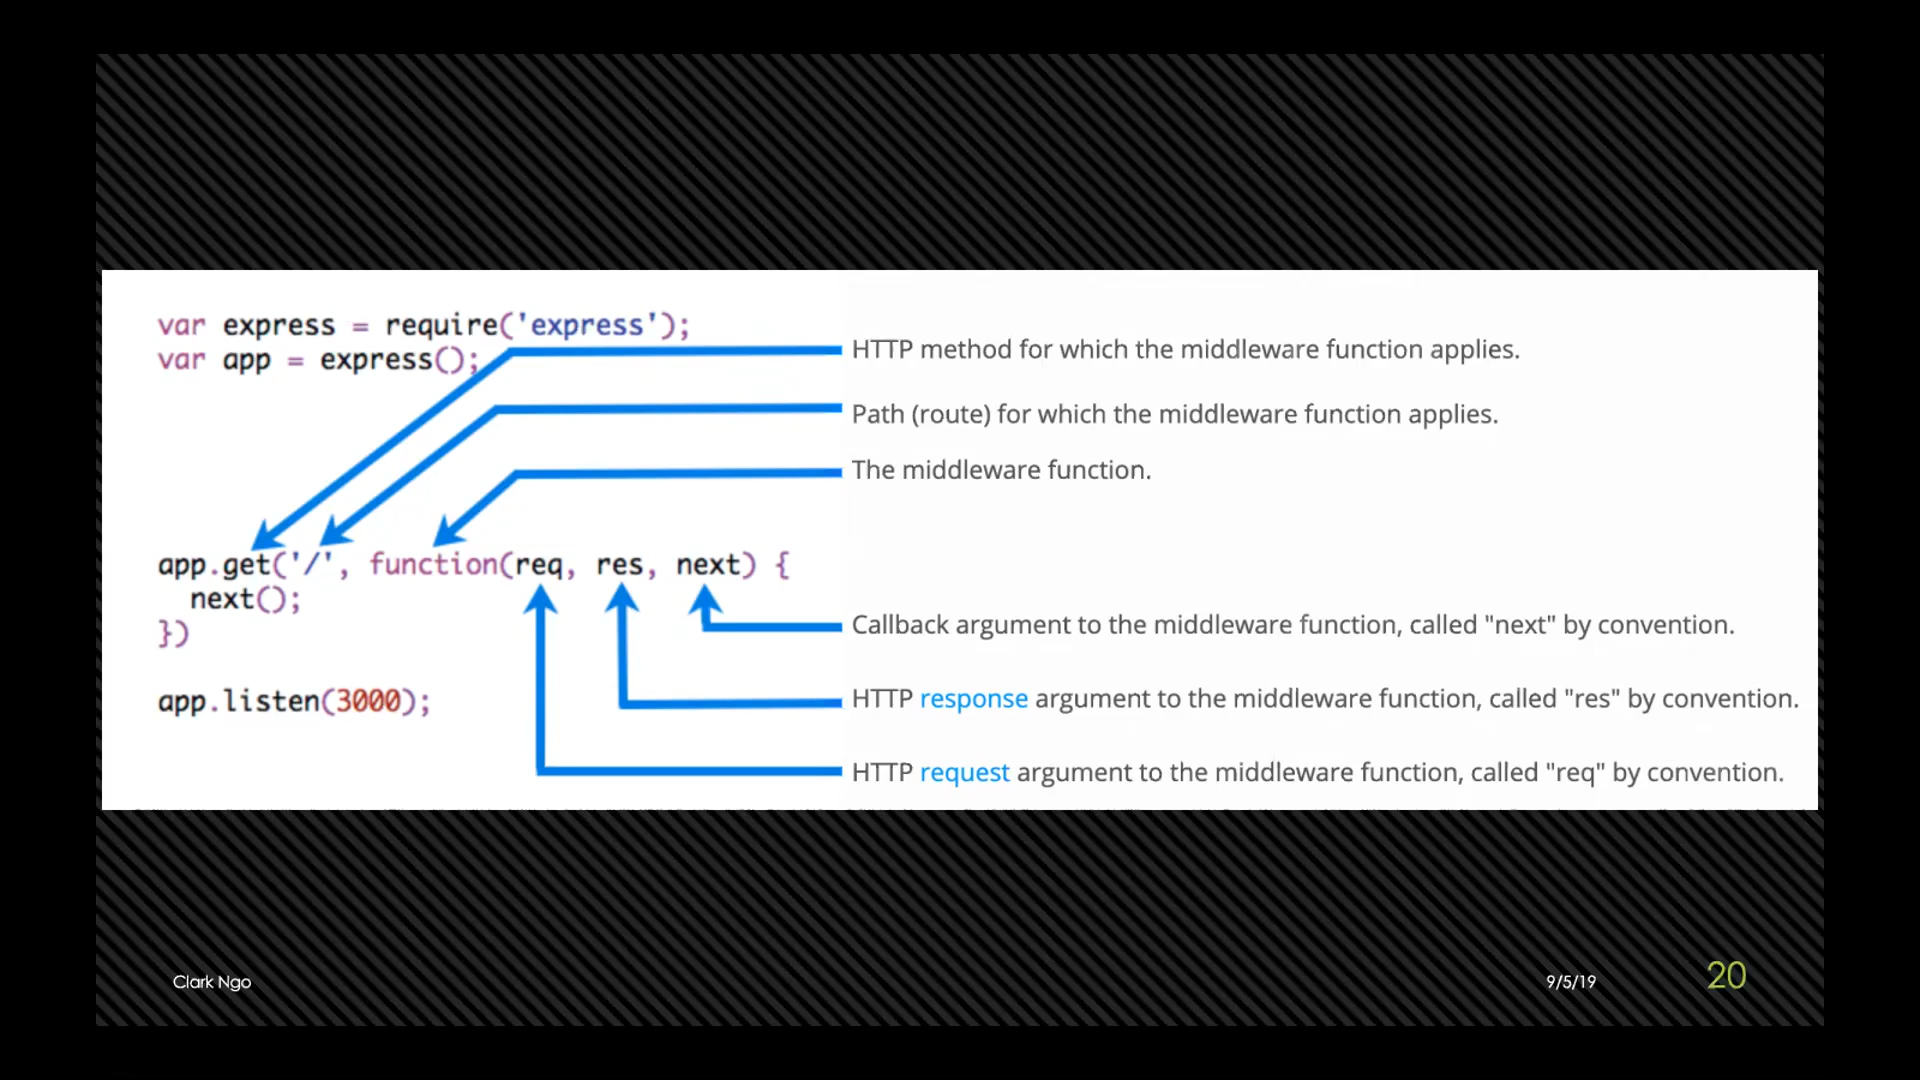 var express = require('express');
var app = express();
HTTP method for which the middleware function applies.
Path (route) for which the middleware function applies.
The middleware function.
app.get('/', function(req, res, next) {
next();
})
app.listen(3000);
Callback argument to the middleware function, called "next" by convention.
HTTP response argument to the middleware function, called "res" by convention.
HTTP request argument to the middleware function, called "req" by convention.
Clark Ngo
9/5/19
20